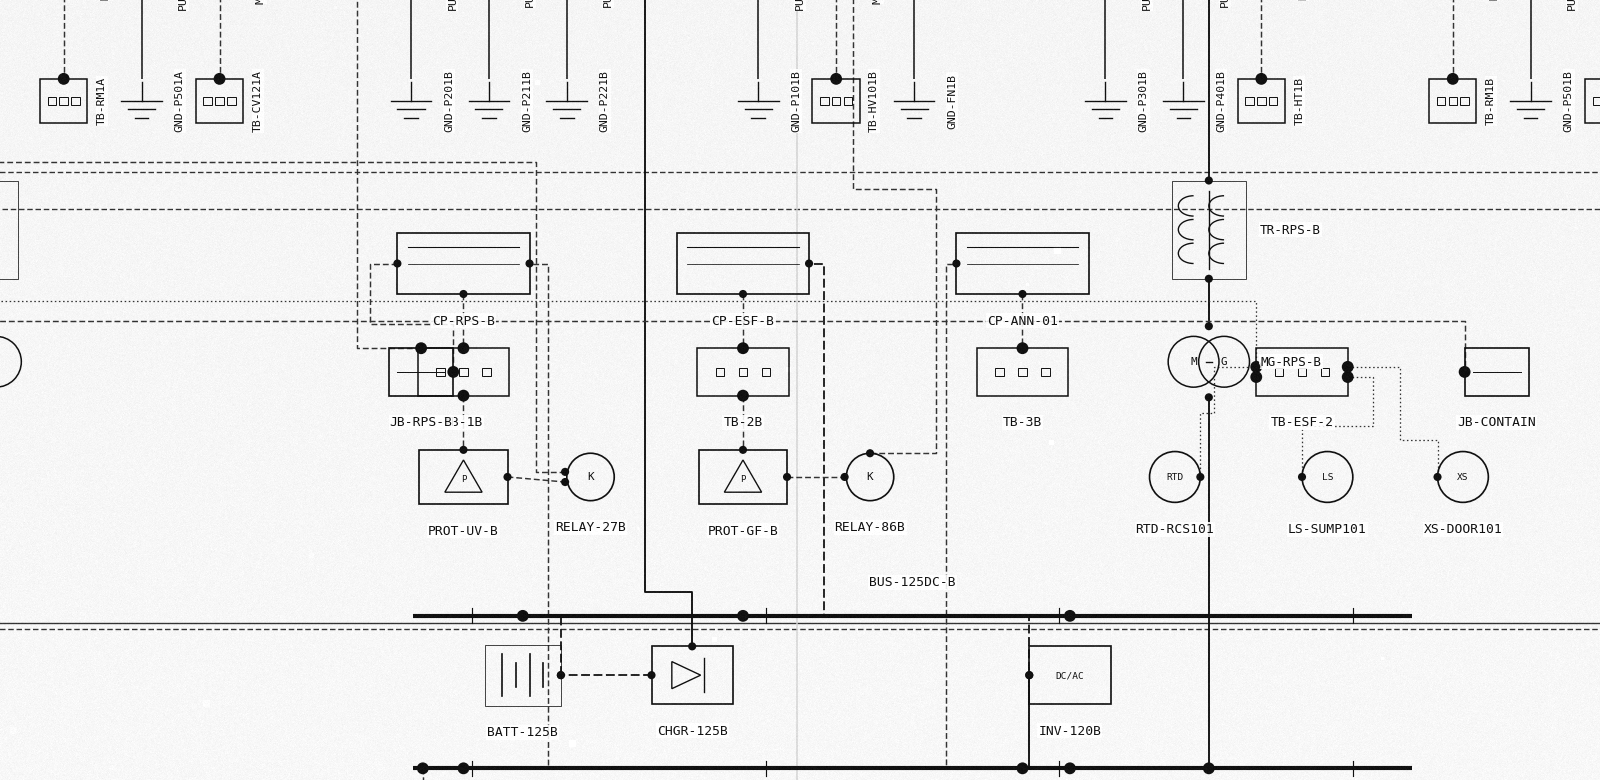 TB-RM1A
GND-P501A
TB-CV121A
GND-P201B
GND-P211B
GND-P221B
GND-P101B
TB-HV101B
GND-FN1B
GND-P301B
GND-P401B
TB-HT1B
TB-RM1B
GND-P501B
TR-RPS-B
CP-RPS-B
CP-ESF-B
CP-ANN-01
M
G
MG-RPS-B
JB-RPS-B
-1B
TB-2B
TB-3B
TB-ESF-2
JB-CONTAIN
P
K
P
K
RTD
LS
XS
PROT-UV-B
RELAY-27B
PROT-GF-B
RELAY-86B
RTD-RCS101
LS-SUMP101
XS-DOOR101
BUS-125DC-B
DC/AC
BATT-125B
CHGR-125B
INV-120B